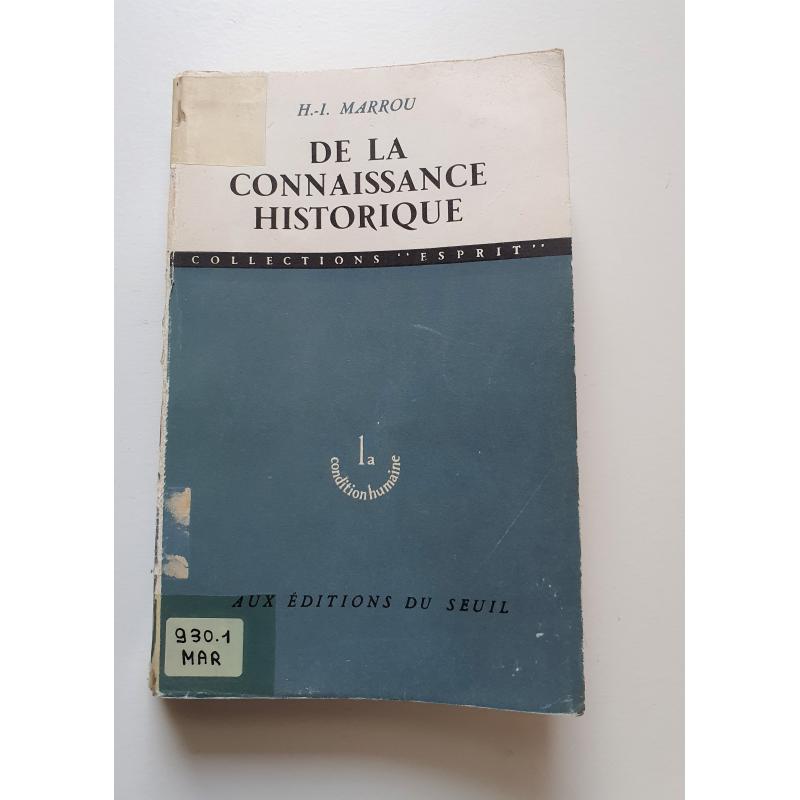 H.-I. MARROU
DE LA
CONNAISSANCE
HISTORIQUE
COLLECTIONS "ESPRIT"
la
condition humaine
AUX ÉDITIONS DU SEUIL
930.1
MAR